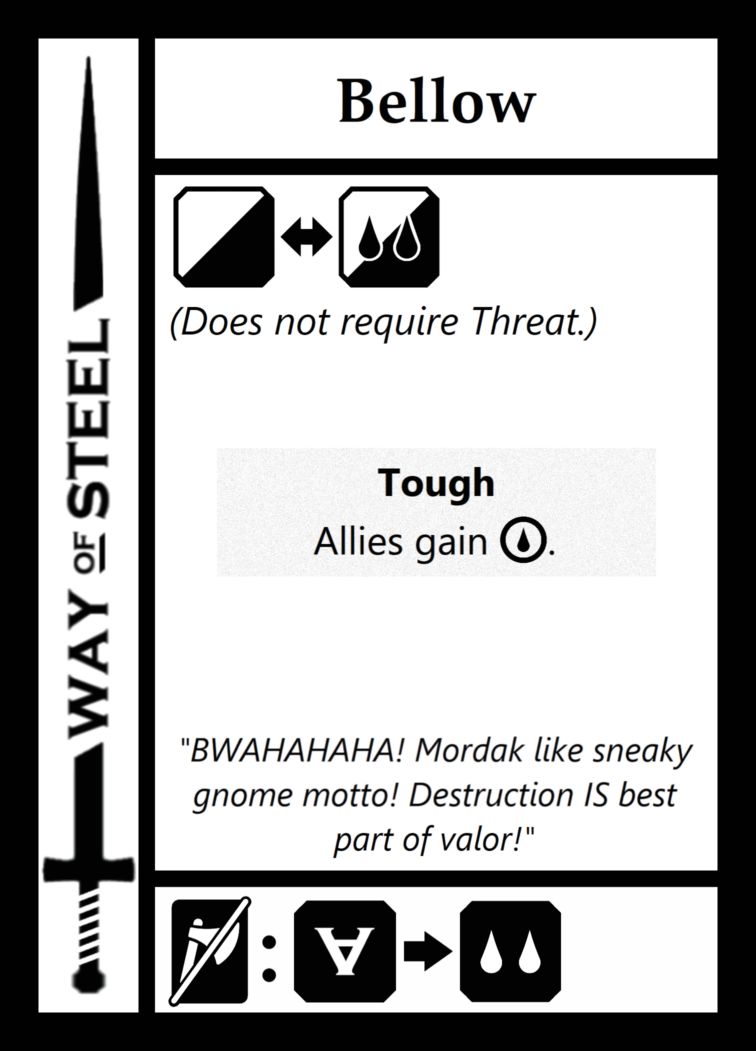 Bellow
(Does not require Threat.)
Tough
Allies gain .
"BWAHAHAHA! Mordak like sneaky
gnome motto! Destruction IS best
part of valor!"
:
∀
WAY OF STEEL